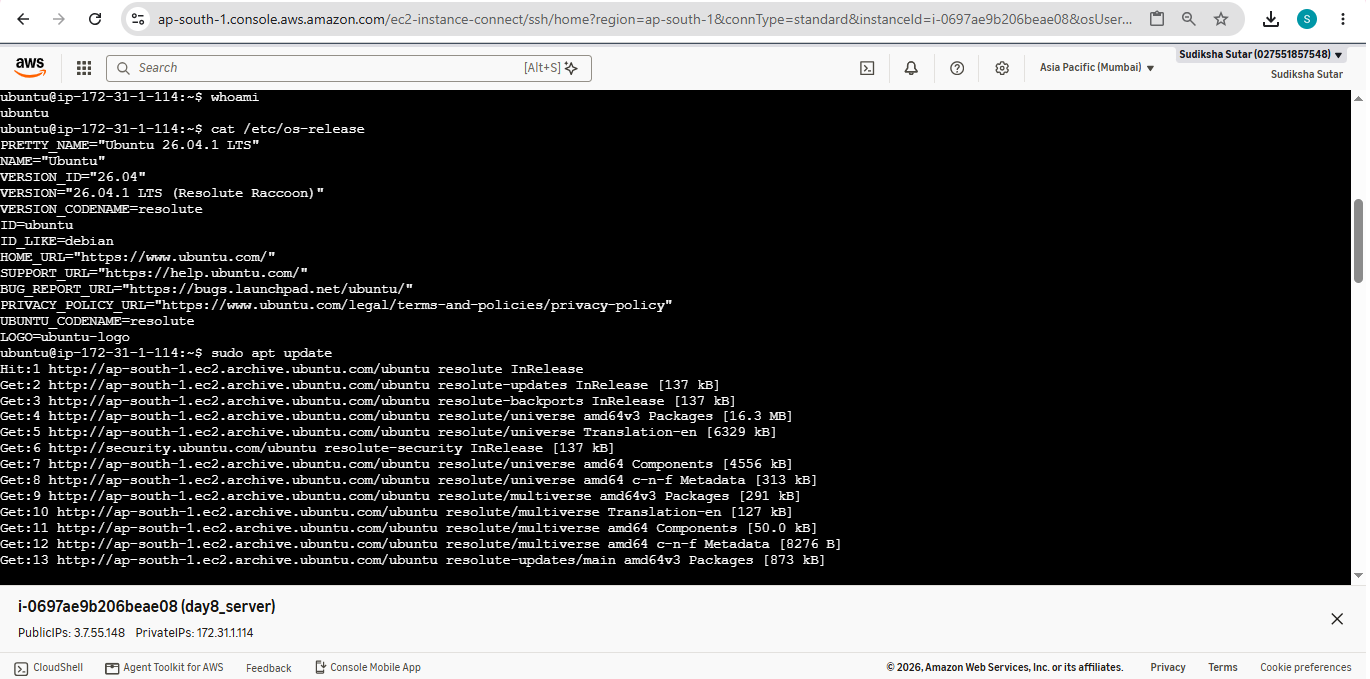 ap-south-1.console.aws.amazon.com/ec2-instance-connect/ssh/home?region=ap-south-1&connType=standard&instanceId=i-0697ae9b206beae08&osUser...
S
aws
Search
[Alt+S]
Asia Pacific (Mumbai)
Sudiksha Sutar (027551857548)
Sudiksha Sutar
ubuntu@ip-172-31-1-114:~$ whoami
ubuntu
ubuntu@ip-172-31-1-114:~$ cat /etc/os-release
PRETTY_NAME="Ubuntu 26.04.1 LTS"
NAME="Ubuntu"
VERSION_ID="26.04"
VERSION="26.04.1 LTS (Resolute Raccoon)"
VERSION_CODENAME=resolute
ID=ubuntu
ID_LIKE=debian
HOME_URL="https://www.ubuntu.com/"
SUPPORT_URL="https://help.ubuntu.com/"
BUG_REPORT_URL="https://bugs.launchpad.net/ubuntu/"
PRIVACY_POLICY_URL="https://www.ubuntu.com/legal/terms-and-policies/privacy-policy"
UBUNTU_CODENAME=resolute
LOGO=ubuntu-logo
ubuntu@ip-172-31-1-114:~$ sudo apt update
Hit:1 http://ap-south-1.ec2.archive.ubuntu.com/ubuntu resolute InRelease
Get:2 http://ap-south-1.ec2.archive.ubuntu.com/ubuntu resolute-updates InRelease [137 kB]
Get:3 http://ap-south-1.ec2.archive.ubuntu.com/ubuntu resolute-backports InRelease [137 kB]
Get:4 http://ap-south-1.ec2.archive.ubuntu.com/ubuntu resolute/universe amd64v3 Packages [16.3 MB]
Get:5 http://ap-south-1.ec2.archive.ubuntu.com/ubuntu resolute/universe Translation-en [6329 kB]
Get:6 http://security.ubuntu.com/ubuntu resolute-security InRelease [137 kB]
Get:7 http://ap-south-1.ec2.archive.ubuntu.com/ubuntu resolute/universe amd64 Components [4556 kB]
Get:8 http://ap-south-1.ec2.archive.ubuntu.com/ubuntu resolute/universe amd64 c-n-f Metadata [313 kB]
Get:9 http://ap-south-1.ec2.archive.ubuntu.com/ubuntu resolute/multiverse amd64v3 Packages [291 kB]
Get:10 http://ap-south-1.ec2.archive.ubuntu.com/ubuntu resolute/multiverse Translation-en [127 kB]
Get:11 http://ap-south-1.ec2.archive.ubuntu.com/ubuntu resolute/multiverse amd64 Components [50.0 kB]
Get:12 http://ap-south-1.ec2.archive.ubuntu.com/ubuntu resolute/multiverse amd64 c-n-f Metadata [8276 B]
Get:13 http://ap-south-1.ec2.archive.ubuntu.com/ubuntu resolute-updates/main amd64v3 Packages [873 kB]
i-0697ae9b206beae08 (day8_server)
PublicIPs: 3.7.55.148 PrivateIPs: 172.31.1.114
CloudShell
Agent Toolkit for AWS
Feedback
Console Mobile App
© 2026, Amazon Web Services, Inc. or its affiliates.
Privacy
Terms
Cookie preferences